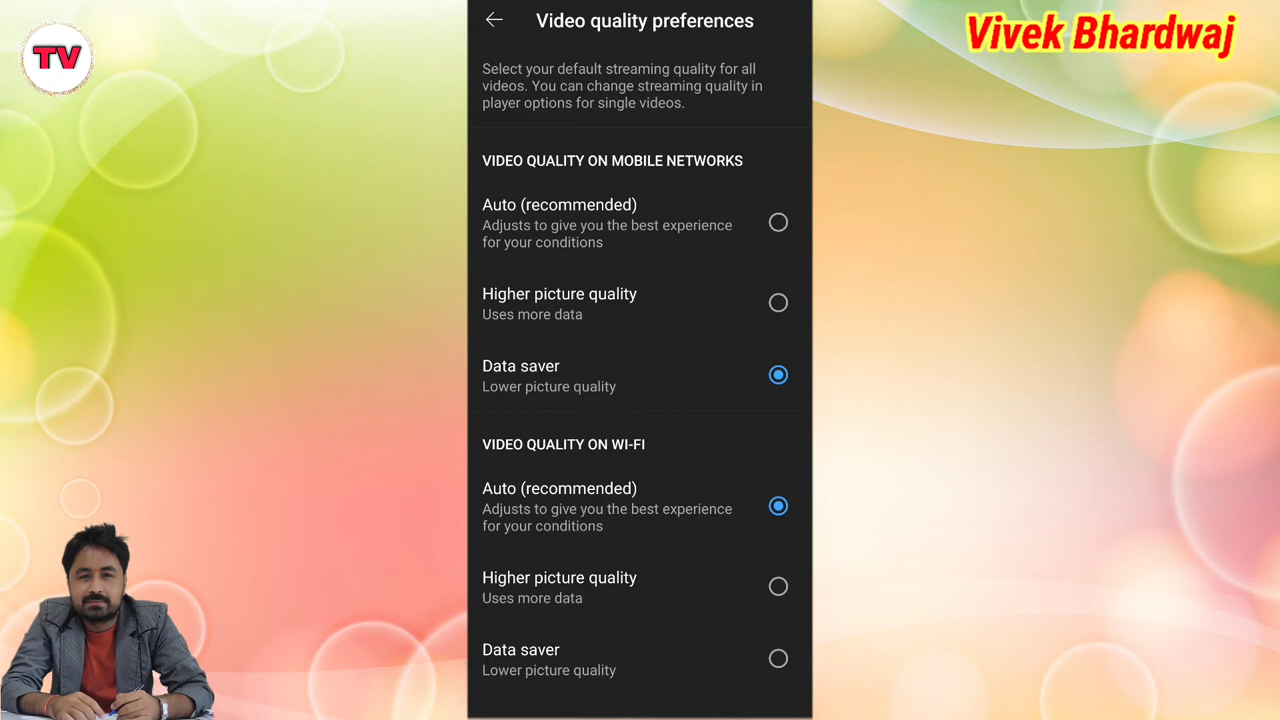 TV
Vivek Bhardwaj
Video quality preferences
Select your default streaming quality for all
videos. You can change streaming quality in
player options for single videos.
VIDEO QUALITY ON MOBILE NETWORKS
Auto (recommended)
Adjusts to give you the best experience
for your conditions
Higher picture quality
Uses more data
Data saver
Lower picture quality
VIDEO QUALITY ON WI-FI
Auto (recommended)
Adjusts to give you the best experience
for your conditions
Higher picture quality
Uses more data
Data saver
Lower picture quality